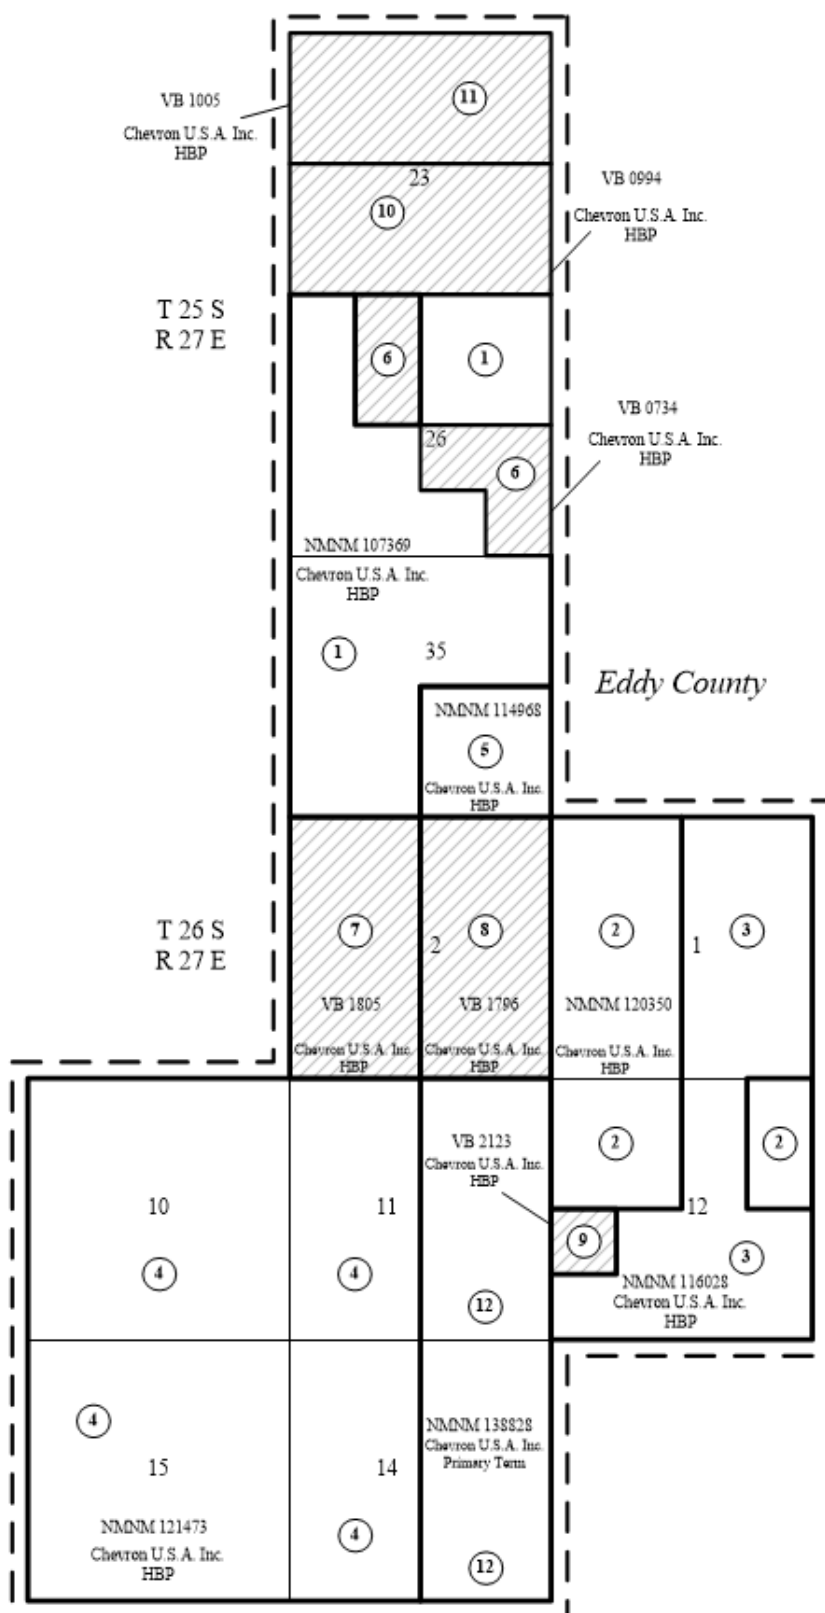 11
VB 1005
Chevron U.S.A. Inc.
HBP
23
VB 0994
10
Chevron U.S.A. Inc.
HBP
T 25 S
R 27 E
6
1
VB 0734
26
Chevron U.S.A. Inc.
HBP
6
NMNM 107369
Chevron U.S.A. Inc.
HBP
1
35
Eddy County
NMNM 114968
5
Chevron U.S.A. Inc.
HBP
T 26 S
R 27 E
7
2
8
2
1
3
VB 1805
VB 1796
NMNM 120350
Chevron U.S.A. Inc.
HBP
Chevron U.S.A. Inc.
HBP
Chevron U.S.A. Inc.
HBP
VB 2123
Chevron U.S.A. Inc.
HBP
2
2
10
11
12
9
3
4
4
12
NMNM 116028
Chevron U.S.A. Inc.
HBP
4
NMNM 138828
Chevron U.S.A. Inc.
Primary Term
15
14
NMNM 121473
Chevron U.S.A. Inc.
HBP
4
12